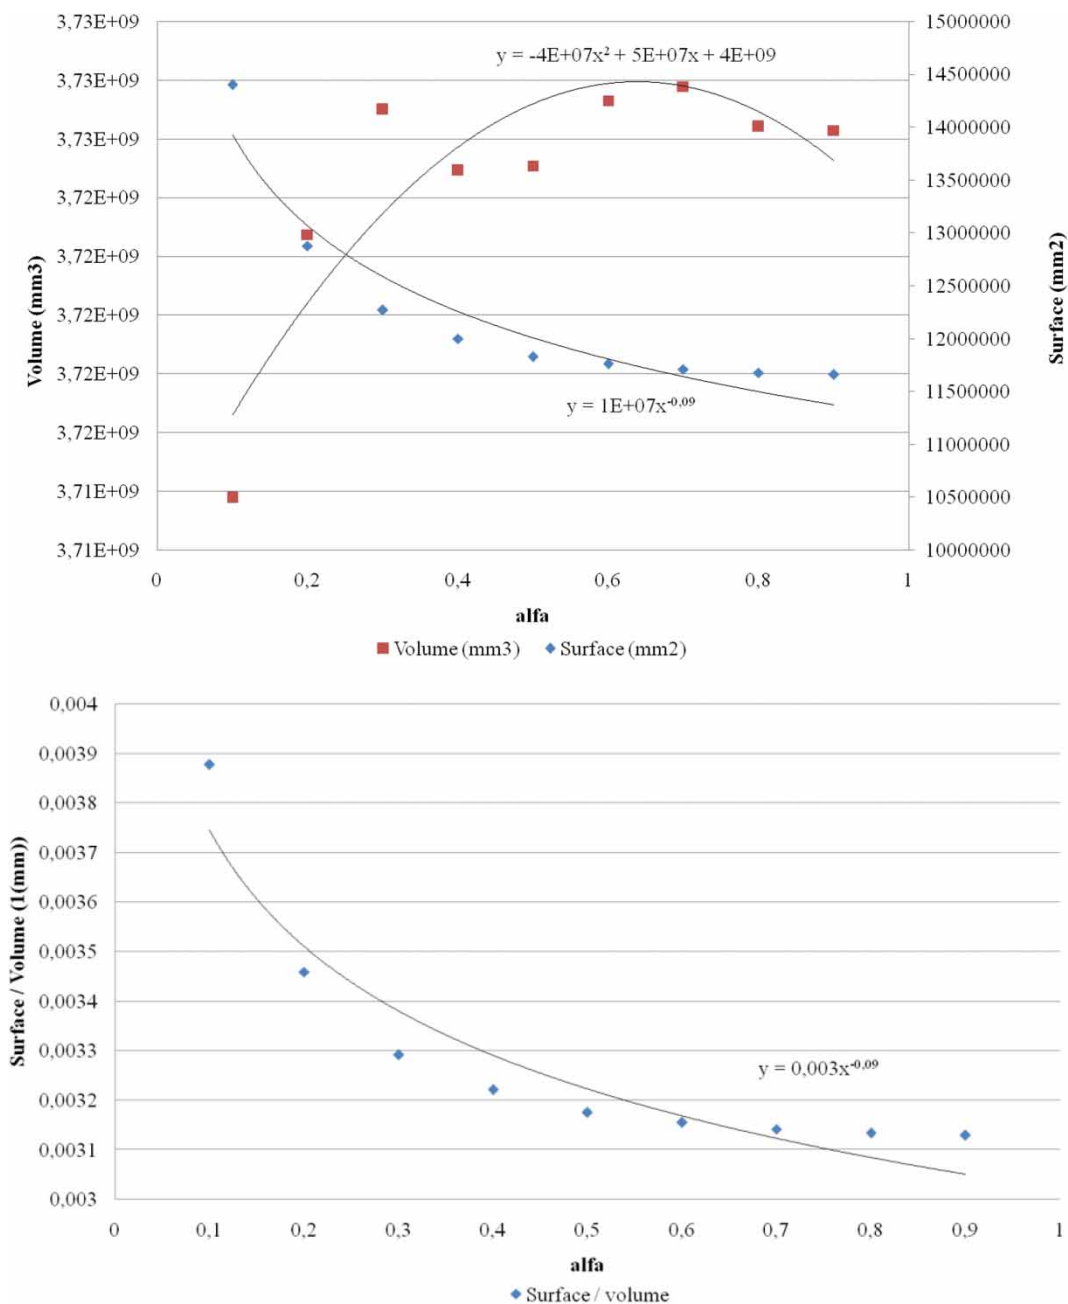 3,73E+09
3,73E+09
3,73E+09
3,72E+09
3,72E+09
3,72E+09
3,72E+09
3,72E+09
3,71E+09
3,71E+09
Volume (mm3)
y = -4E+07x² + 5E+07x + 4E+09
y = 1E+07x⁻⁰·⁰⁹
15000000
14500000
14000000
13500000
13000000
12500000
12000000
11500000
11000000
10500000
10000000
Surface (mm2)
0 0,2 0,4 0,6 0,8 1
alfa
Volume (mm3) Surface (mm2)
0,004
0,0039
0,0038
0,0037
0,0036
0,0035
0,0034
0,0033
0,0032
0,0031
0,003
Surface / Volume (1(mm))
y = 0,003x⁻⁰·⁰⁹
0 0,1 0,2 0,3 0,4 0,5 0,6 0,7 0,8 0,9 1
alfa
Surface / volume